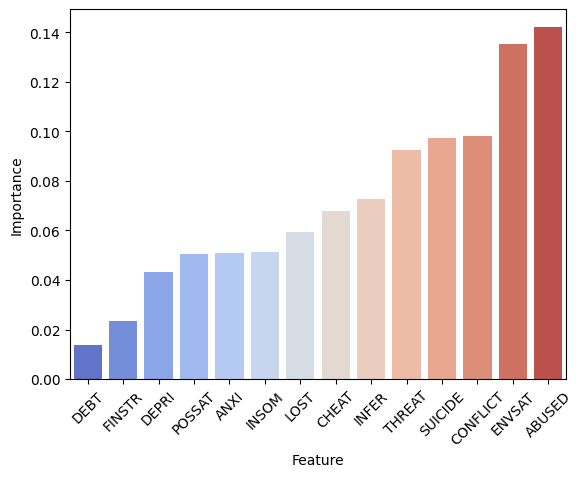 Importance
0.14
0.12
0.10
0.08
0.06
0.04
0.02
0.00
DEBT
FINSTR
DEPRI
POSSAT
ANXI
INSOM
LOST
CHEAT
INFER
THREAT
SUICIDE
CONFLICT
ENVSAT
ABUSED
Feature